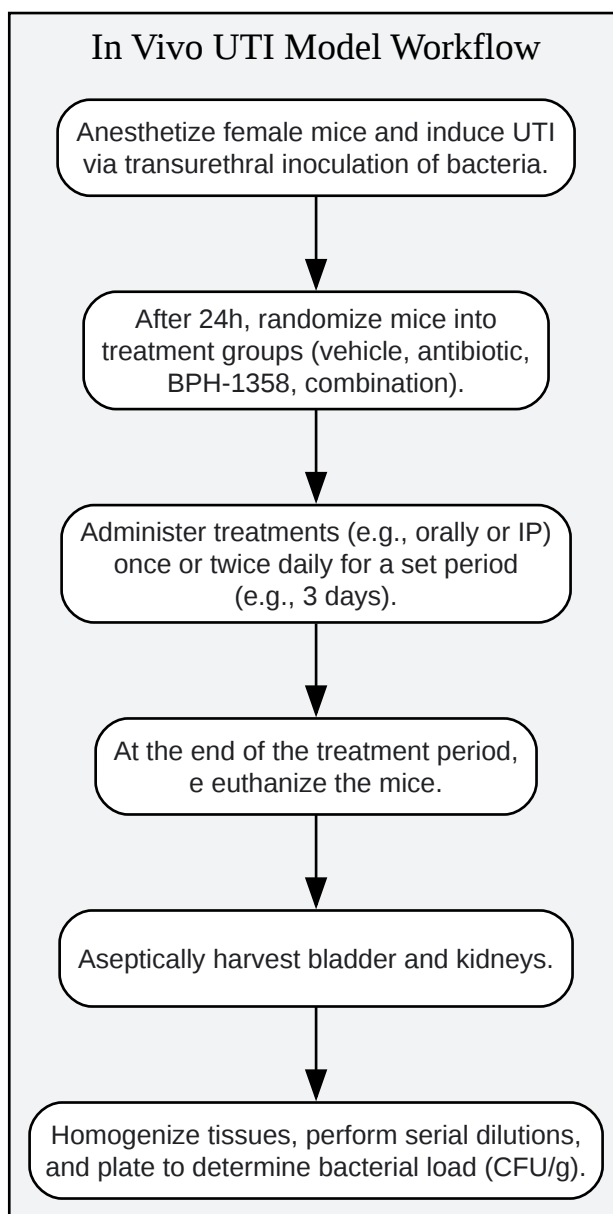 In Vivo UTI Model Workflow
Anesthetize female mice and induce UTI
via transurethral inoculation of bacteria.
After 24h, randomize mice into
treatment groups (vehicle, antibiotic,
BPH-1358, combination).
Administer treatments (e.g., orally or IP)
once or twice daily for a set period
(e.g., 3 days).
At the end of the treatment period,
e euthanize the mice.
Aseptically harvest bladder and kidneys.
Homogenize tissues, perform serial dilutions,
and plate to determine bacterial load (CFU/g).